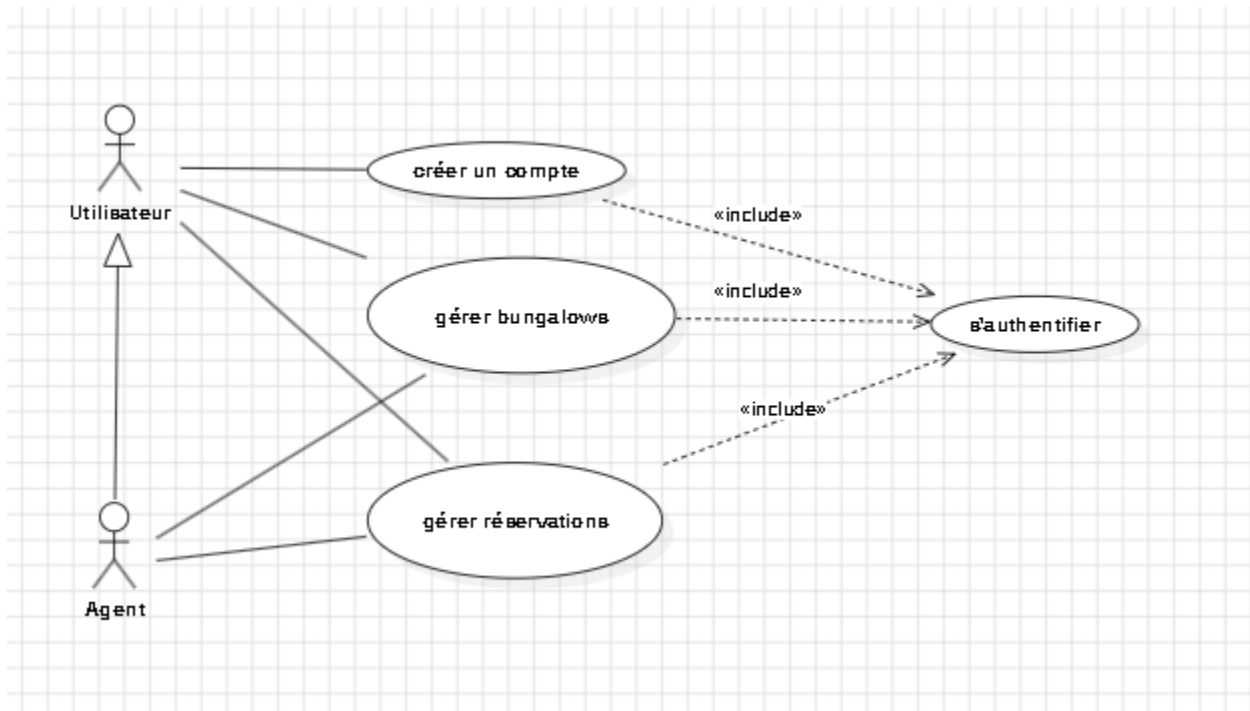 créer un compte
Utilisateur
«include»
«include»
gérer bungalows
s'authentifier
«include»
gérer réservations
Agent